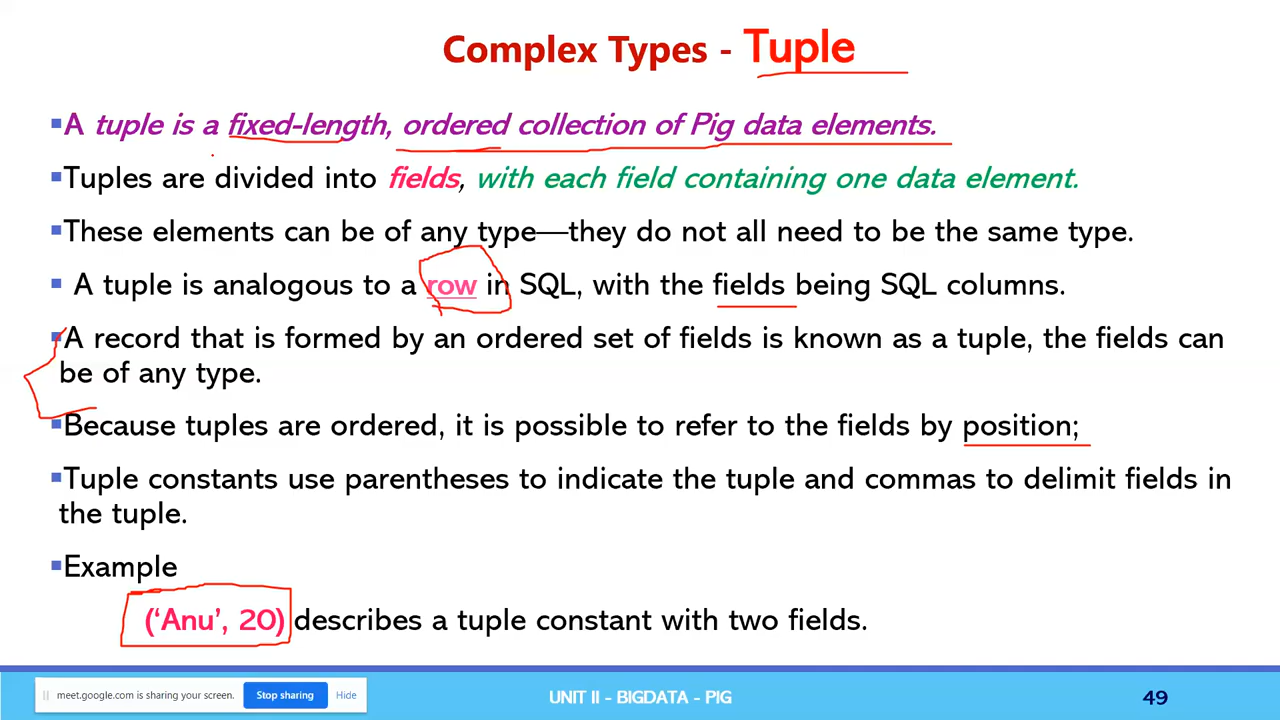 Complex Types - Tuple
▪A tuple is a fixed-length, ordered collection of Pig data elements.
▪Tuples are divided into fields, with each field containing one data element.
▪These elements can be of any type—they do not all need to be the same type.
▪ A tuple is analogous to a row in SQL, with the fields being SQL columns.
▪A record that is formed by an ordered set of fields is known as a tuple, the fields can
be of any type.
▪Because tuples are ordered, it is possible to refer to the fields by position;
▪Tuple constants use parentheses to indicate the tuple and commas to delimit fields in
the tuple.
▪Example
(‘Anu’, 20) describes a tuple constant with two fields.
meet.google.com is sharing your screen. Stop sharing Hide
UNIT II – BIGDATA - PIG
49